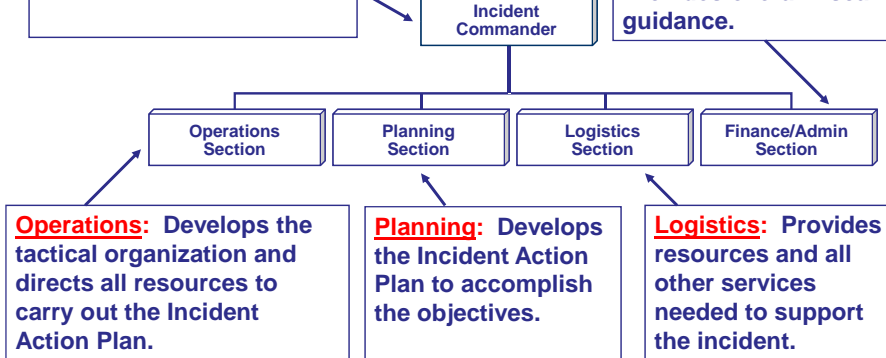 Incident
Commander
guidance.
Operations
Section
Planning
Section
Logistics
Section
Finance/Admin
Section
Operations: Develops the
tactical organization and
directs all resources to
carry out the Incident
Action Plan.
Planning: Develops
the Incident Action
Plan to accomplish
the objectives.
Logistics: Provides
resources and all
other services
needed to support
the incident.